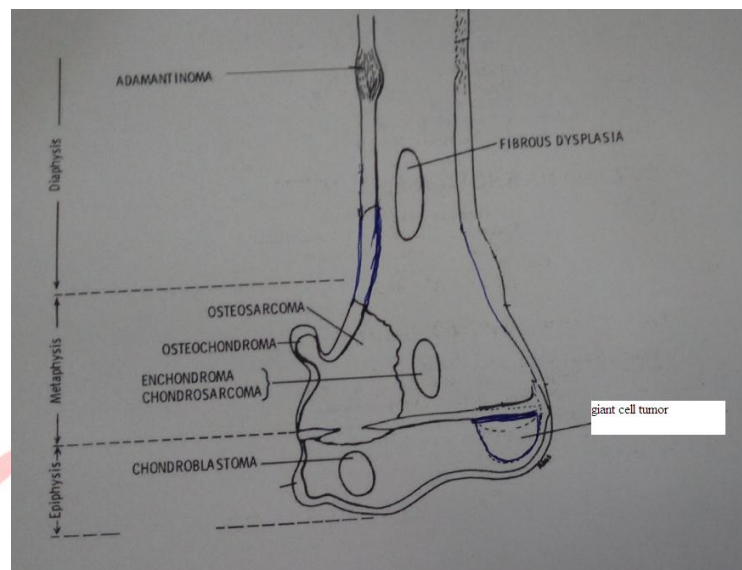 ADAMANTINOMA
FIBROUS DYSPLASIA
Diaphysis
OSTEOSARCOMA
OSTEOCHONDROMA
ENCHONDROMA
CHONDROSARCOMA
Metaphysis
giant cell tumor
CHONDROBLASTOMA
Epiphysis